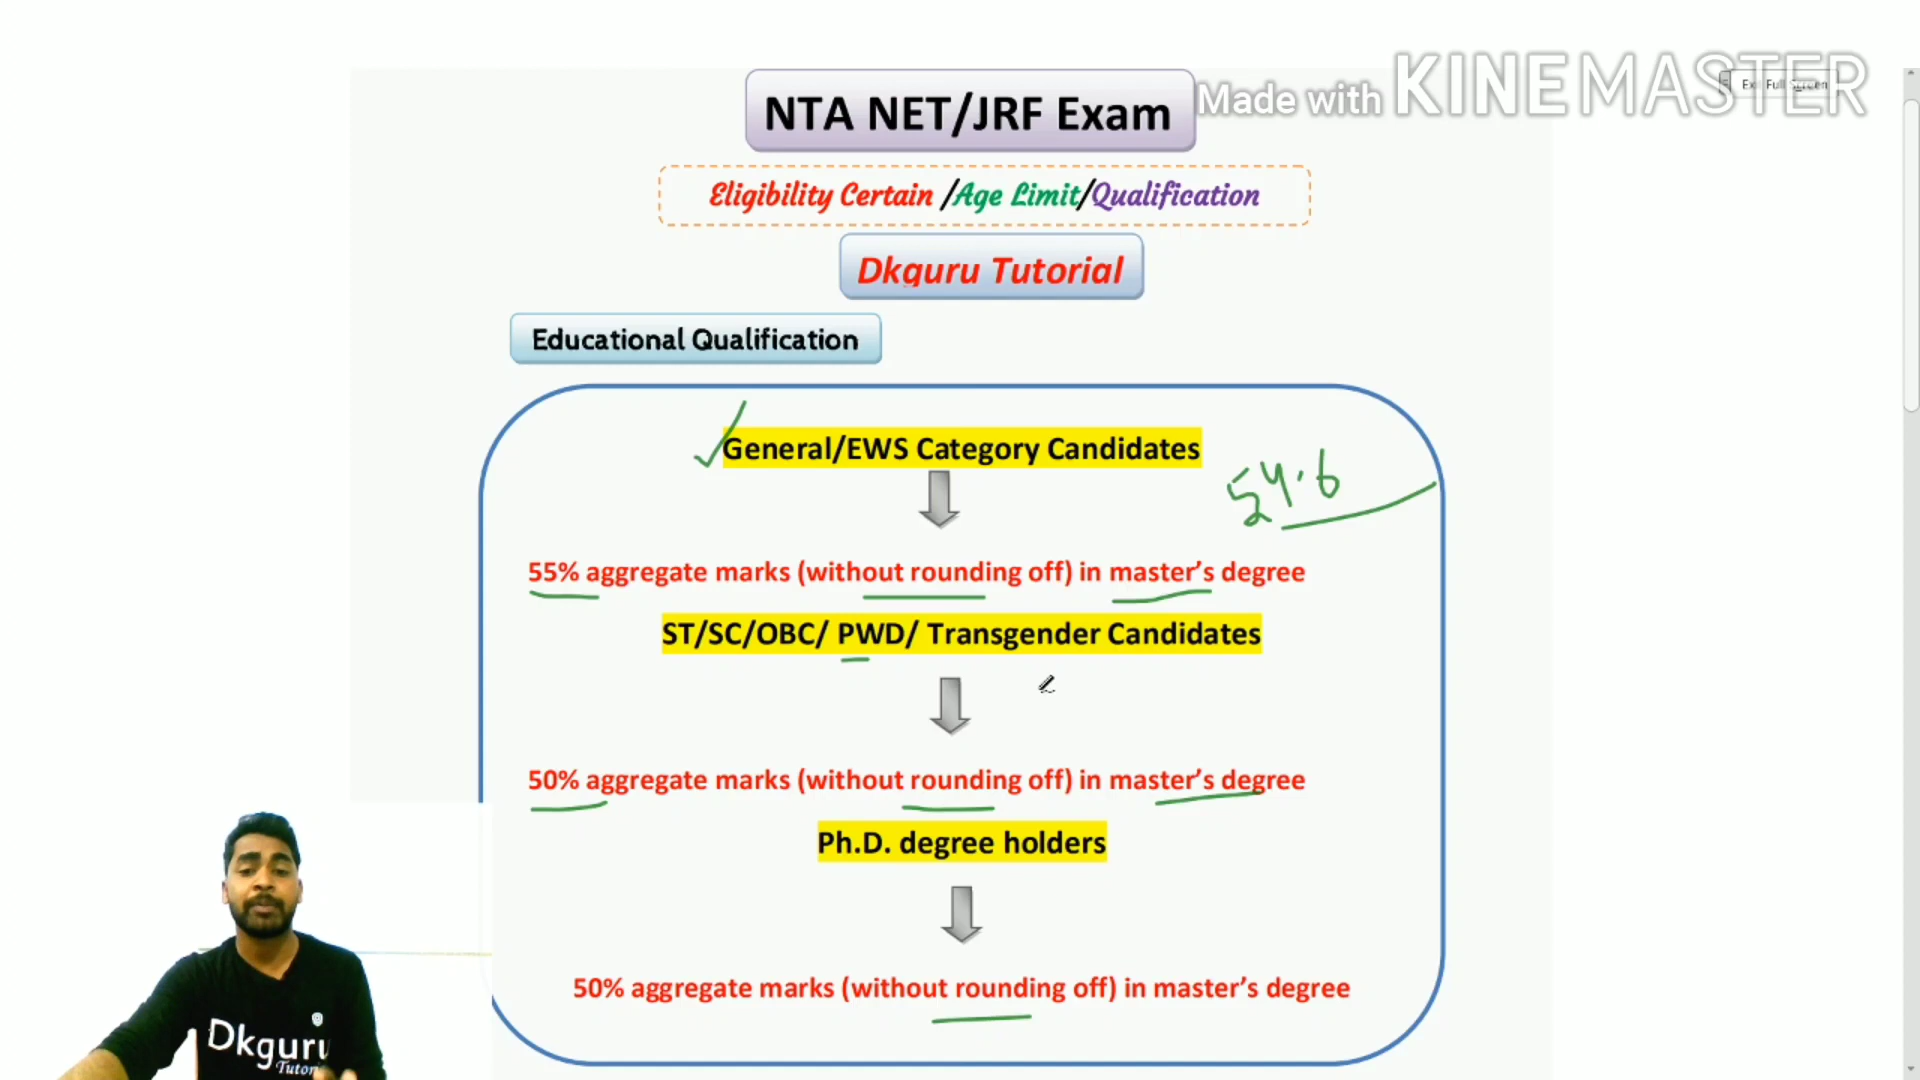 Made with KINEMASTER
Exit Full Screen
NTA NET/JRF Exam
Eligibility Certain /Age Limit/Qualification
Dkguru Tutorial
Educational Qualification
General/EWS Category Candidates
54.6
55% aggregate marks (without rounding off) in master's degree
ST/SC/OBC/ PWD/ Transgender Candidates
50% aggregate marks (without rounding off) in master's degree
Ph.D. degree holders
50% aggregate marks (without rounding off) in master's degree
Dkguru